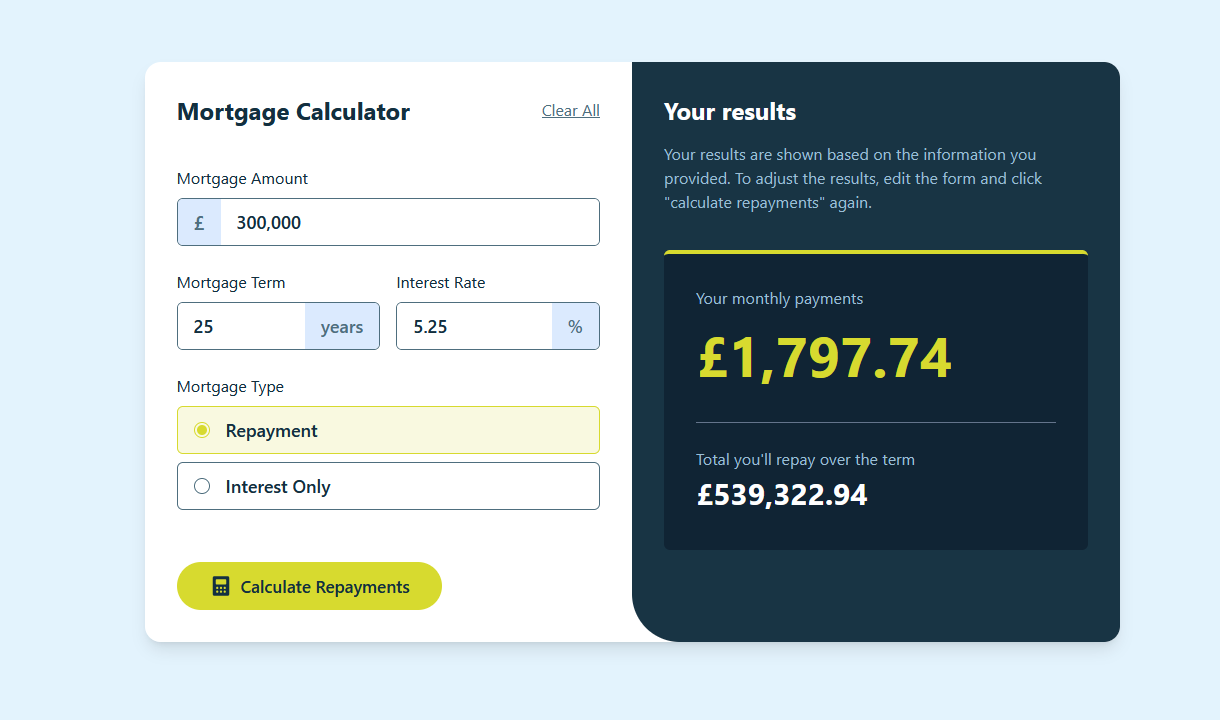 Mortgage Calculator
Clear All
Mortgage Amount
£ 300,000
Mortgage Term
Interest Rate
25 years
5.25 %
Mortgage Type
Repayment
Interest Only
Calculate Repayments
Your results
Your results are shown based on the information you
provided. To adjust the results, edit the form and click
"calculate repayments" again.
Your monthly payments
£1,797.74
Total you'll repay over the term
£539,322.94